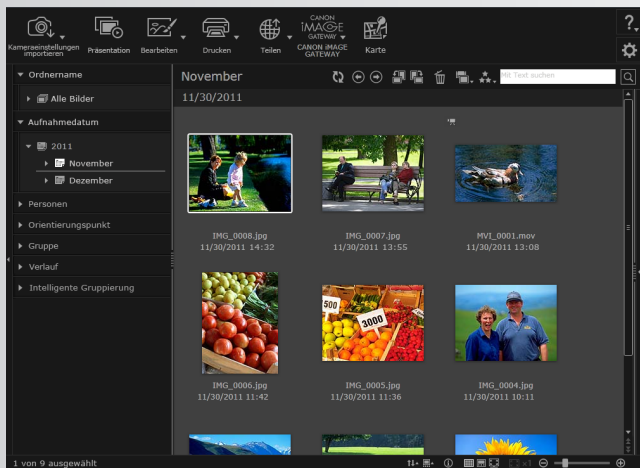 CANON
iMAGE
GATEWAY
?
Kameraeinstellungen
importieren
Präsentation
Bearbeiten
Drucken
Teilen
CANON iMAGE
GATEWAY
Karte
Ordnername
Alle Bilder
Aufnahmedatum
2011
November
Dezember
Personen
Orientierungspunkt
Gruppe
Verlauf
Intelligente Gruppierung
November
Mit Text suchen
11/30/2011
IMG_0008.jpg
11/30/2011 14:32
IMG_0007.jpg
11/30/2011 13:55
MVI_0001.mov
11/30/2011 13:08
500
3000
IMG_0006.jpg
11/30/2011 11:42
IMG_0005.jpg
11/30/2011 11:36
IMG_0004.jpg
11/30/2011 10:11
1 von 9 ausgewählt
x1